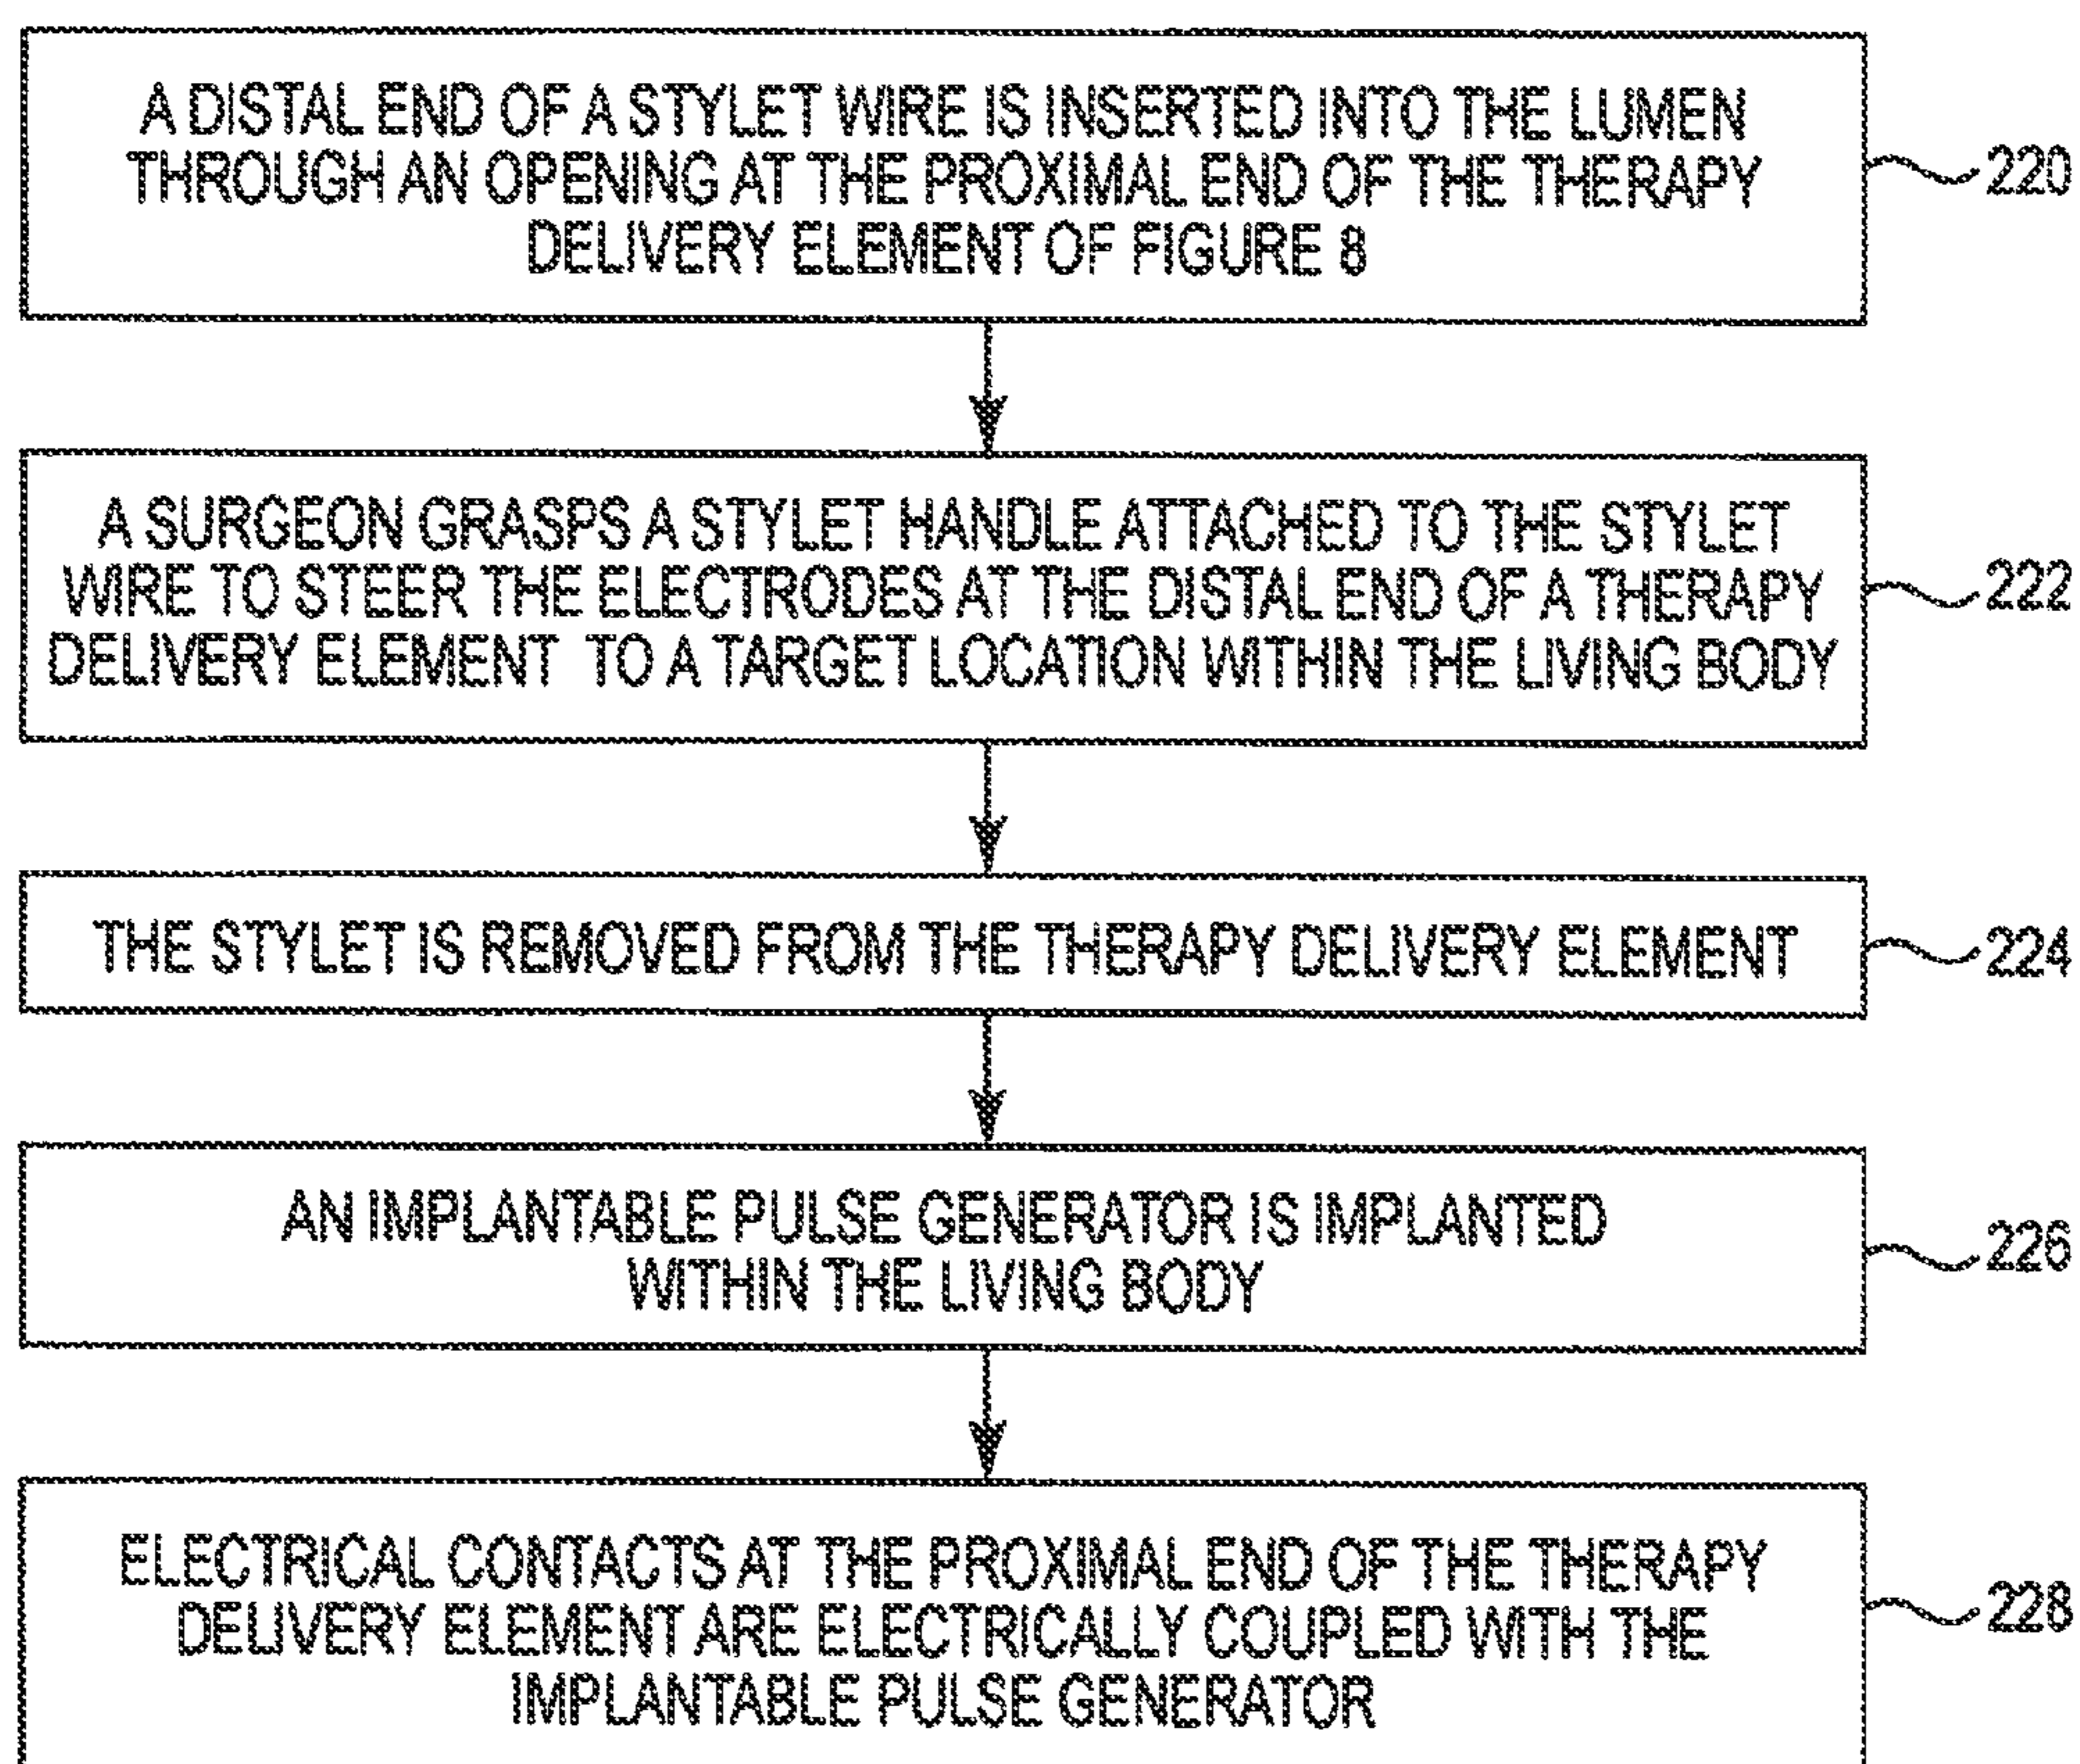 A DISTAL END OF A STYLET WIRE IS INSERTED INTO THE LUMEN
THROUGH AN OPENING AT THE PROXIMAL END OF THE THERAPY
DELIVERY ELEMENT OF FIGURE 8
220
A SURGEON GRASPS A STYLET HANDLE ATTACHED TO THE STYLET
WIRE TO STEER THE ELECTRODES AT THE DISTAL END OF A THERAPY
DELIVERY ELEMENT TO A TARGET LOCATION WITHIN THE LIVING BODY
222
THE STYLET IS REMOVED FROM THE THERAPY DELIVERY ELEMENT
224
AN IMPLANTABLE PULSE GENERATOR IS IMPLANTED
WITHIN THE LIVING BODY
226
ELECTRICAL CONTACTS AT THE PROXIMAL END OF THE THERAPY
DELIVERY ELEMENT ARE ELECTRICALLY COUPLED WITH THE
IMPLANTABLE PULSE GENERATOR
228